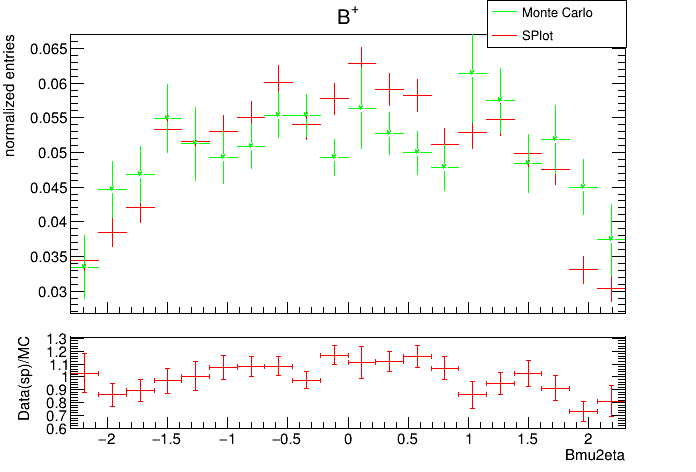 B+
Monte Carlo
SPlot
normalized entries
0.065
0.06
0.055
0.05
0.045
0.04
0.035
0.03
Data(sp)/MC
1.3
1.2
1.1
1
0.9
0.8
0.7
0.6
−2 −1.5 −1 −0.5 0 0.5 1 1.5 2
Bmu2eta